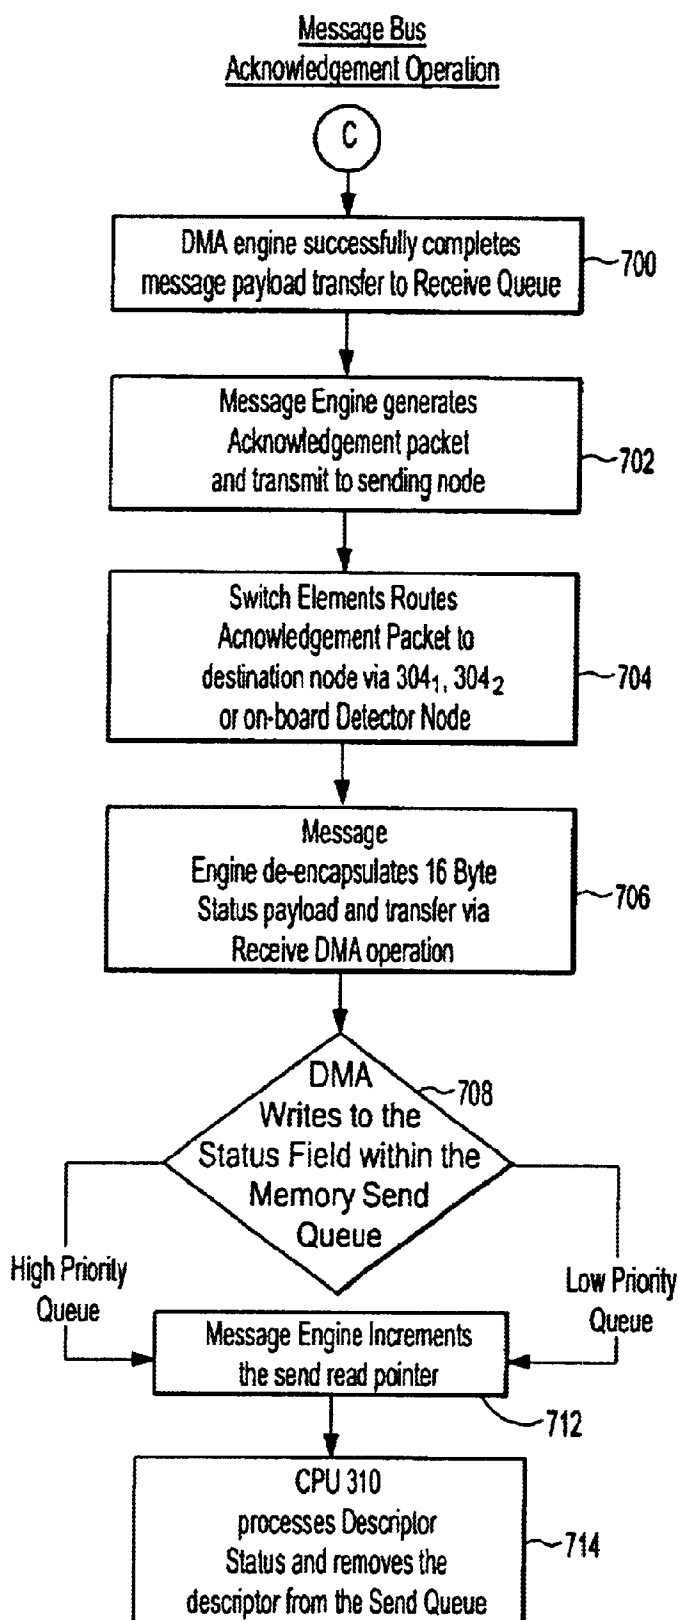 Message Bus
Acknowledgement Operation
C
DMA engine successfully completes
message payload transfer to Receive Queue
700
Message Engine generates
Acknowledgement packet
and transmit to sending node
702
Switch Elements Routes
Acnowledgement Packet to
destination node via 304₁, 304₂
or on-board Detector Node
704
Message
Engine de-encapsulates 16 Byte
Status payload and transfer via
Receive DMA operation
706
DMA
Writes to the
Status Field within the
Memory Send
Queue
708
High Priority
Queue
Low Priority
Queue
Message Engine Increments
the send read pointer
712
CPU 310
processes Descriptor
Status and removes the
descriptor from the Send Queue
714